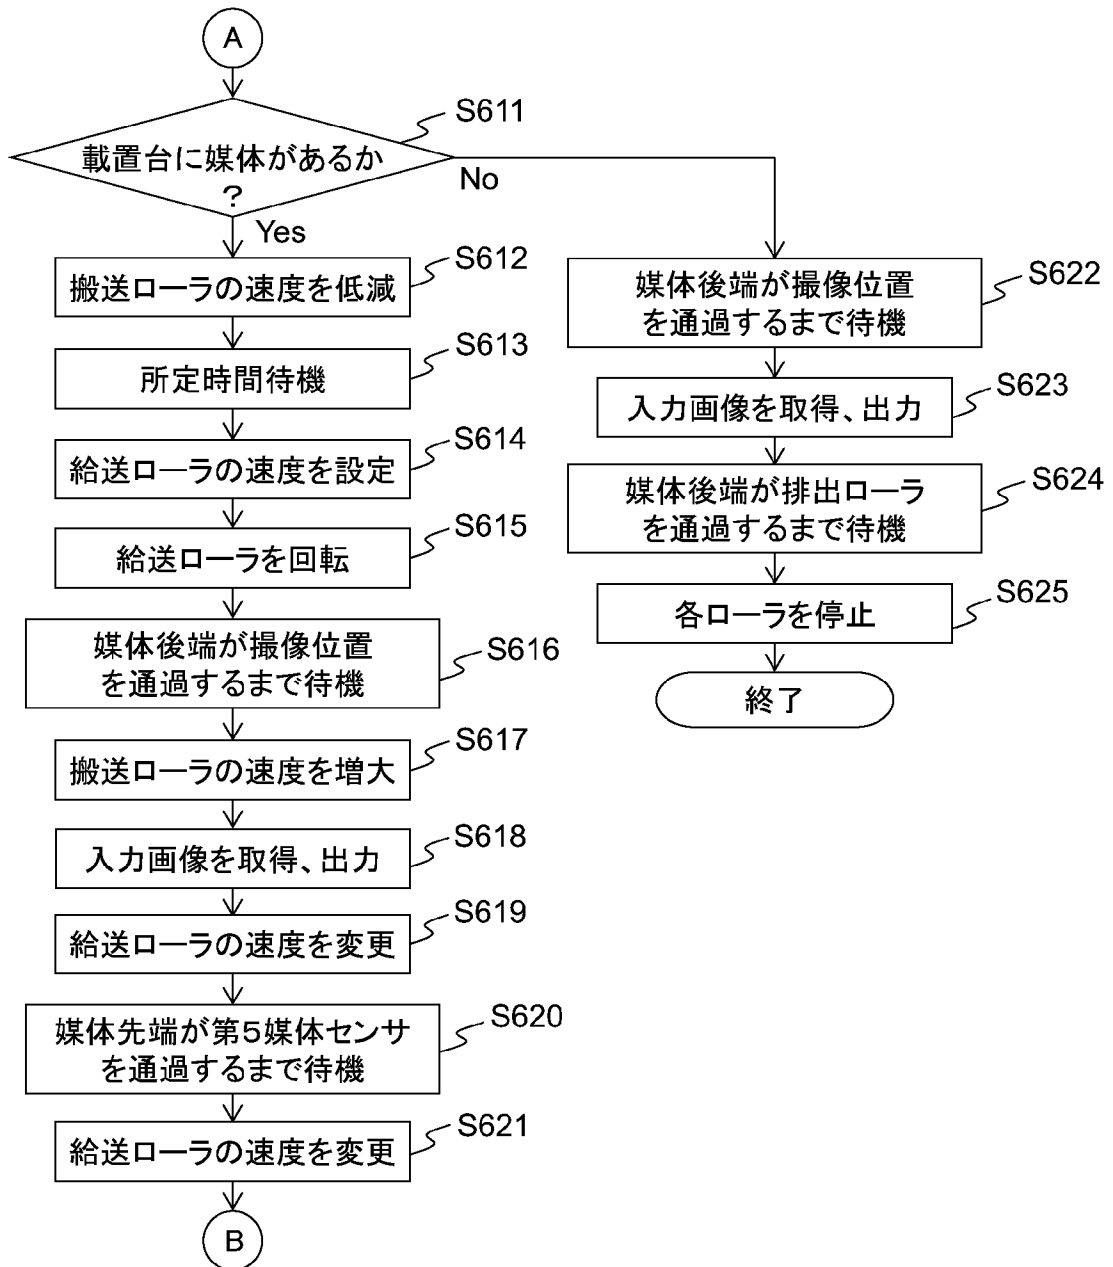 A
S611
載置台に媒体があるか
?
No
Yes
S612
搬送ローラの速度を低減
S613
所定時間待機
S614
給送ローラの速度を設定
S615
給送ローラを回転
媒体後端が撮像位置
を通過するまで待機
S616
S617
搬送ローラの速度を増大
S618
入力画像を取得、出力
S619
給送ローラの速度を変更
S620
媒体先端が第5媒体センサ
を通過するまで待機
S621
給送ローラの速度を変更
B
S622
媒体後端が撮像位置
を通過するまで待機
S623
入力画像を取得、出力
S624
媒体後端が排出ローラ
を通過するまで待機
S625
各ローラを停止
終了